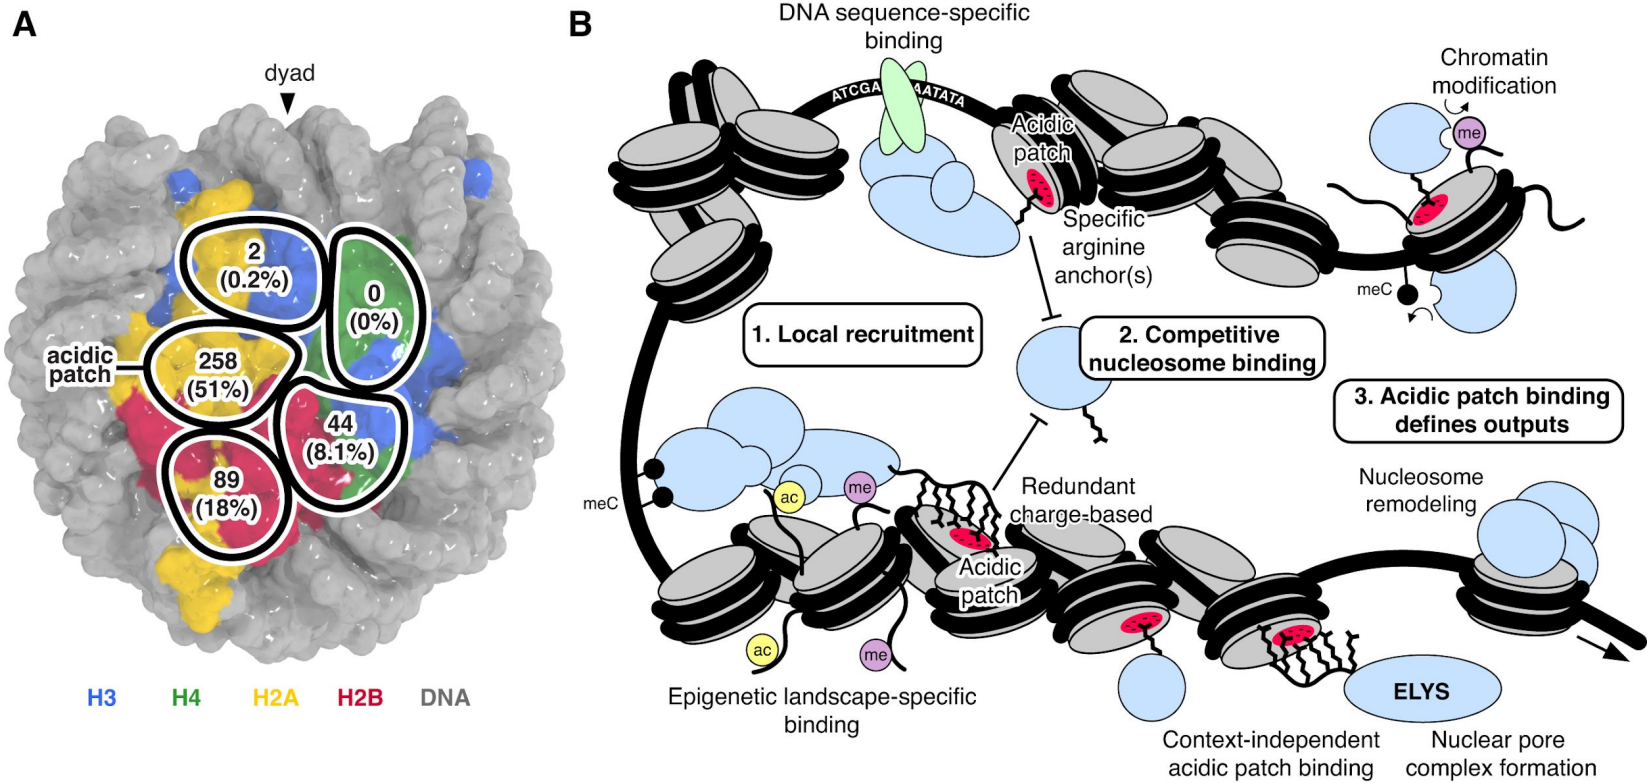 A
dyad
2
(0.2%)
0
(0%)
acidic
patch
258
(51%)
44
(8.1%)
89
(18%)
H3 H4 H2A H2B DNA
B
DNA sequence-specific
binding
ATCGA AATATA
Acidic
patch
Specific
arginine
anchor(s)
Chromatin
modification
me
meC
1. Local recruitment
2. Competitive
nucleosome binding
3. Acidic patch binding
defines outputs
meC
ac
me
Redundant
charge-based
Acidic
patch
ac
me
Epigenetic landscape-specific
binding
Nucleosome
remodeling
ELYS
Context-independent
acidic patch binding
Nuclear pore
complex formation